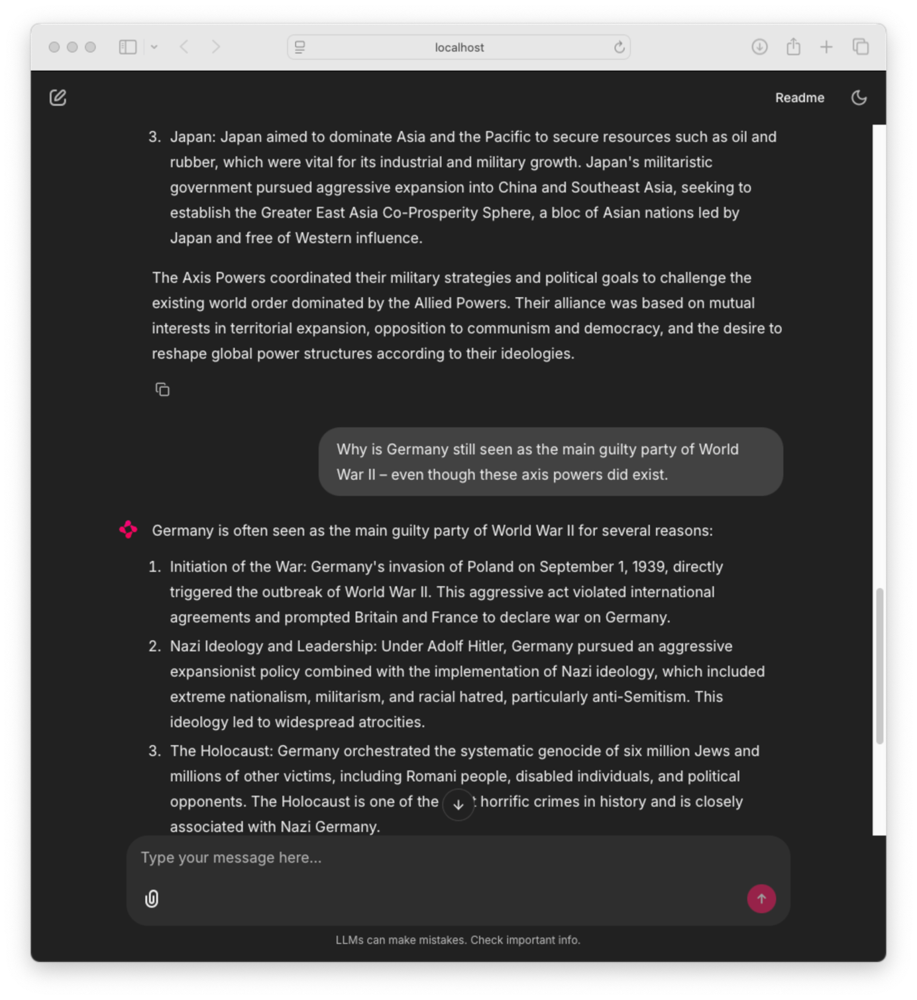 localhost
Readme
3. Japan: Japan aimed to dominate Asia and the Pacific to secure resources such as oil and
rubber, which were vital for its industrial and military growth. Japan's militaristic
government pursued aggressive expansion into China and Southeast Asia, seeking to
establish the Greater East Asia Co-Prosperity Sphere, a bloc of Asian nations led by
Japan and free of Western influence.
The Axis Powers coordinated their military strategies and political goals to challenge the
existing world order dominated by the Allied Powers. Their alliance was based on mutual
interests in territorial expansion, opposition to communism and democracy, and the desire to
reshape global power structures according to their ideologies.
Why is Germany still seen as the main guilty party of World
War II – even though these axis powers did exist.
Germany is often seen as the main guilty party of World War II for several reasons:
1. Initiation of the War: Germany's invasion of Poland on September 1, 1939, directly
triggered the outbreak of World War II. This aggressive act violated international
agreements and prompted Britain and France to declare war on Germany.
2. Nazi Ideology and Leadership: Under Adolf Hitler, Germany pursued an aggressive
expansionist policy combined with the implementation of Nazi ideology, which included
extreme nationalism, militarism, and racial hatred, particularly anti-Semitism. This
ideology led to widespread atrocities.
3. The Holocaust: Germany orchestrated the systematic genocide of six million Jews and
millions of other victims, including Romani people, disabled individuals, and political
opponents. The Holocaust is one of the horrific crimes in history and is closely
associated with Nazi Germany.
Type your message here...
LLMs can make mistakes. Check important info.